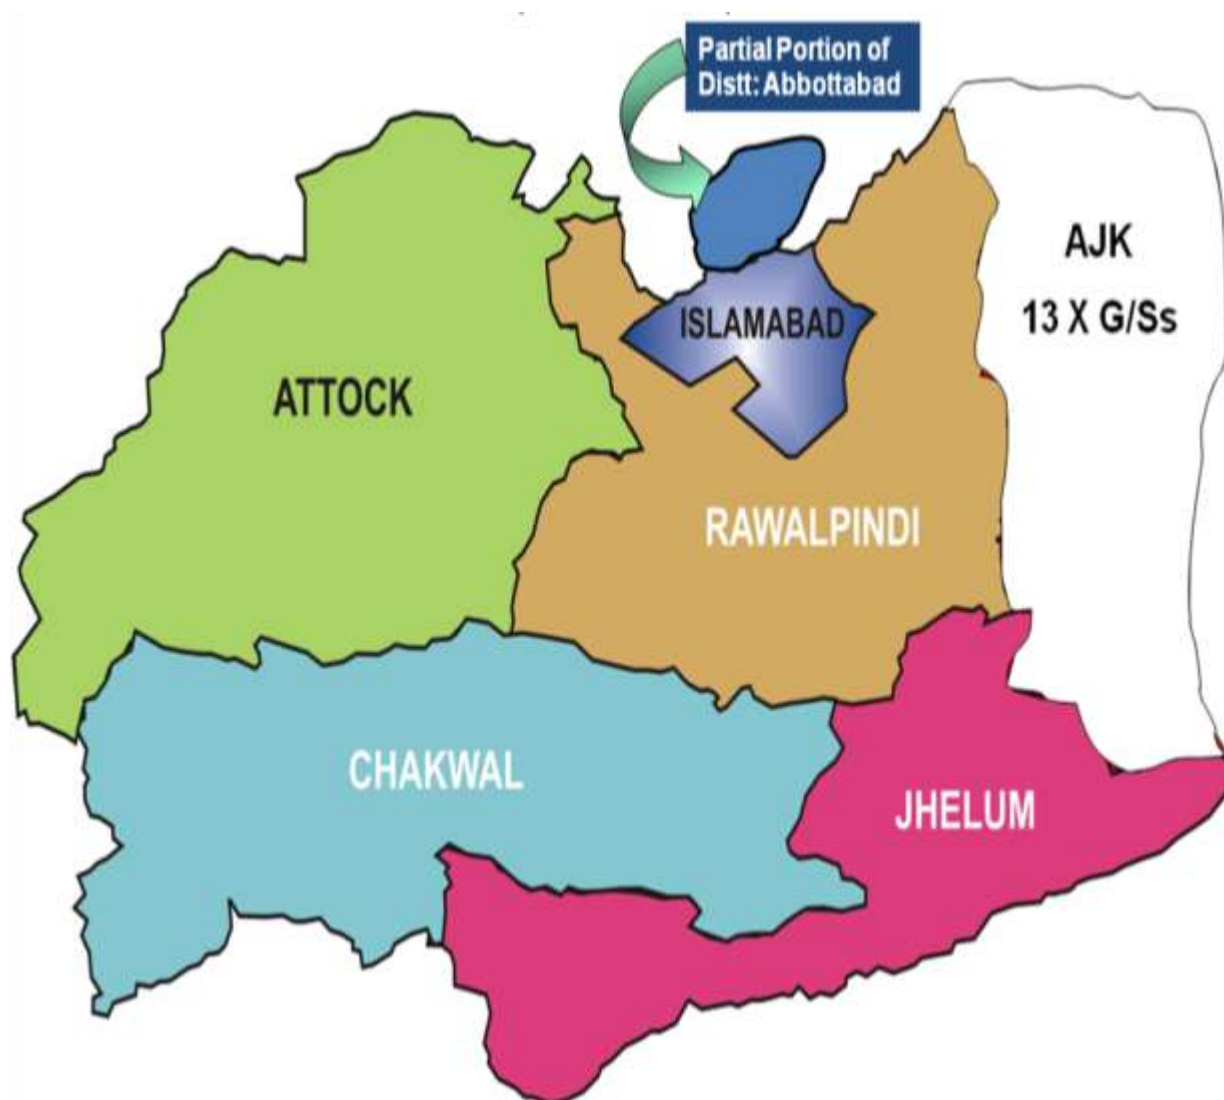 Partial Portion of
Distt: Abbottabad
AJK
13 X G/Ss
ISLAMABAD
ATTOCK
RAWALPINDI
CHAKWAL
JHELUM